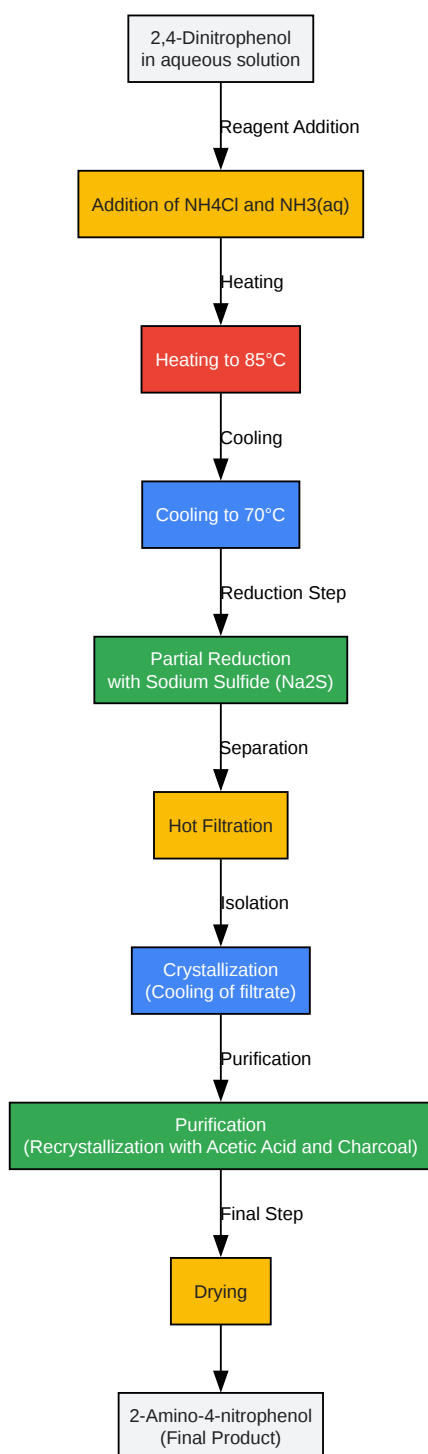 2,4-Dinitrophenol
in aqueous solution
Reagent Addition
Addition of NH4Cl and NH3(aq)
Heating
Heating to 85°C
Cooling
Cooling to 70°C
Reduction Step
Partial Reduction
with Sodium Sulfide (Na2S)
Separation
Hot Filtration
Isolation
Crystallization
(Cooling of filtrate)
Purification
Purification
(Recrystallization with Acetic Acid and Charcoal)
Final Step
Drying
2-Amino-4-nitrophenol
(Final Product)